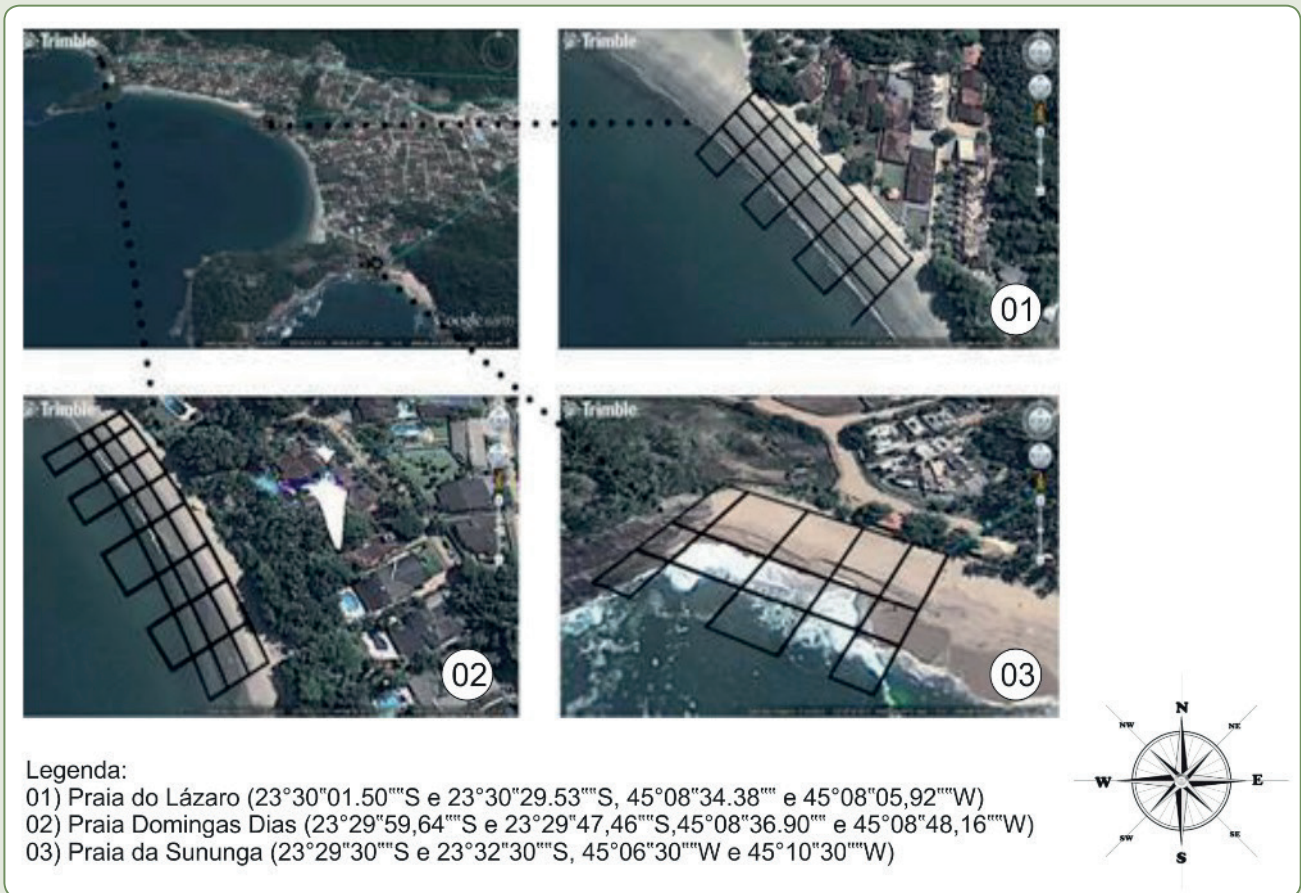 Trimble
Trimble
Google earth
01
Trimble
Trimble
02
03
Legenda:
01) Praia do Lázaro (23°30‟01.50‟‟‟S e 23°30‟29.53‟‟‟S, 45°08‟34.38‟‟‟ e 45°08‟05,92‟‟‟W)
02) Praia Domingas Dias (23°29‟59,64‟‟‟S e 23°29‟47,46‟‟‟S,45°08‟36.90‟‟‟ e 45°08‟48,16‟‟‟W)
03) Praia da Sununga (23°29‟30‟‟‟S e 23°32‟30‟‟‟S, 45°06‟30‟‟‟W e 45°10‟30‟‟‟W)
N
NW NE
W E
SW SE
S